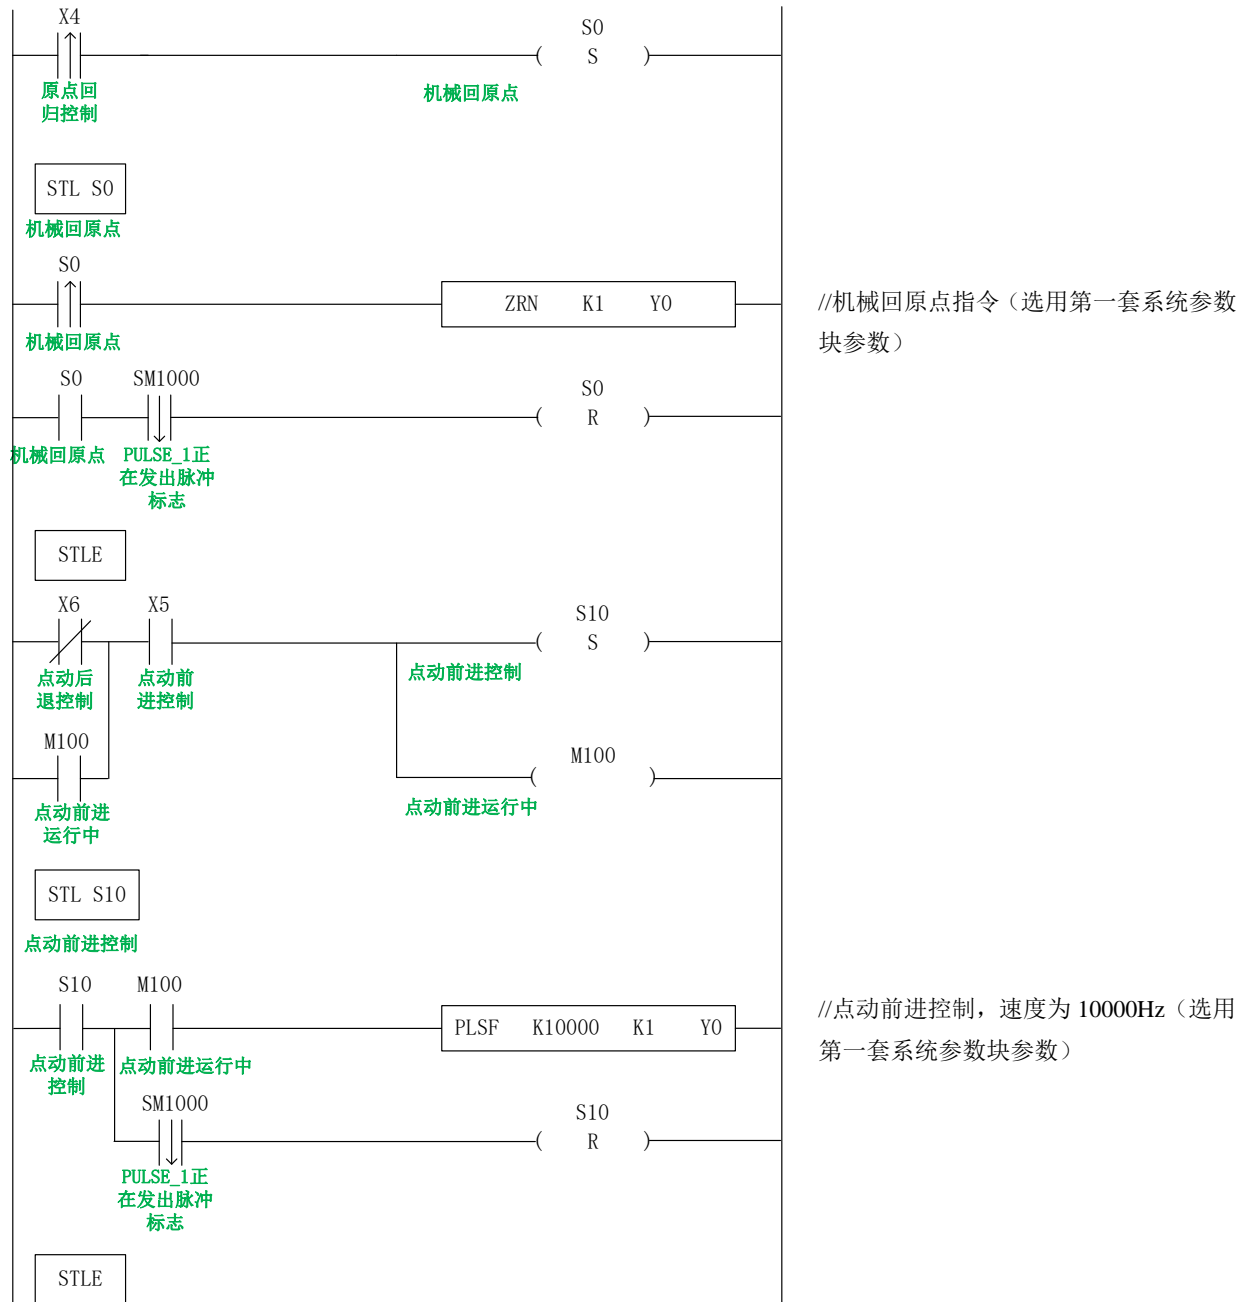 X4
S0
S
原点回
归控制
机械回原点
STL S0
机械回原点
S0
ZRN K1 Y0
//机械回原点指令（选用第一套系统参数
块参数）
机械回原点
S0 SM1000
S0
R
机械回原点
PULSE_1正
在发出脉冲
标志
STLE
X6 X5
S10
S
点动后
退控制
点动前
进控制
点动前进控制
M100
M100
点动前进
运行中
点动前进运行中
STL S10
点动前进控制
S10 M100
PLSF K10000 K1 Y0
//点动前进控制，速度为 10000Hz（选用
第一套系统参数块参数）
点动前进
控制
点动前进运行中
SM1000
S10
R
PULSE_1正
在发出脉冲
标志
STLE